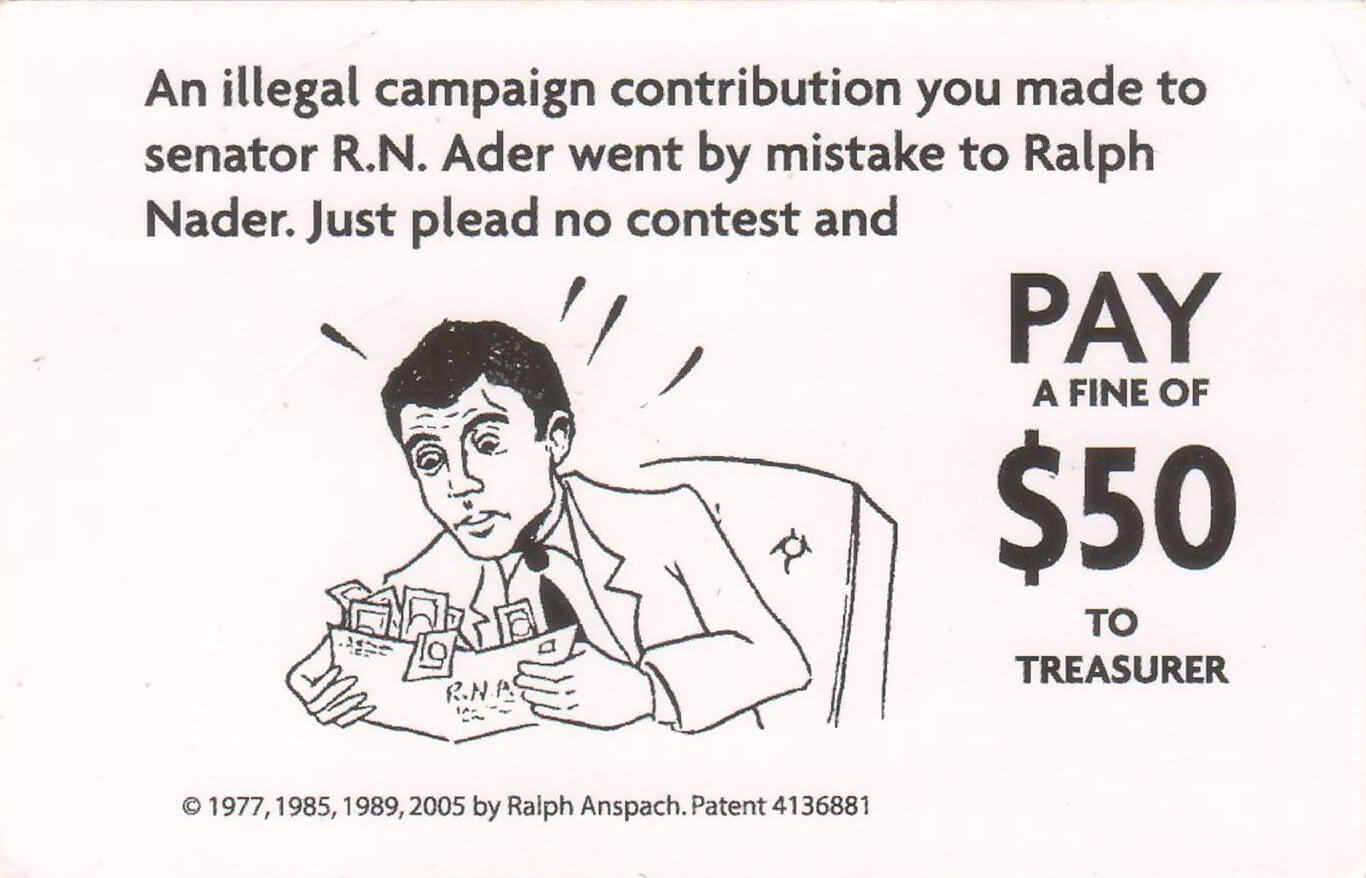 An illegal campaign contribution you made to
senator R.N. Ader went by mistake to Ralph
Nader. Just plead no contest and
PAY
A FINE OF
$50
TO
TREASURER
10
R.N.A
© 1977, 1985, 1989, 2005 by Ralph Anspach. Patent 4136881